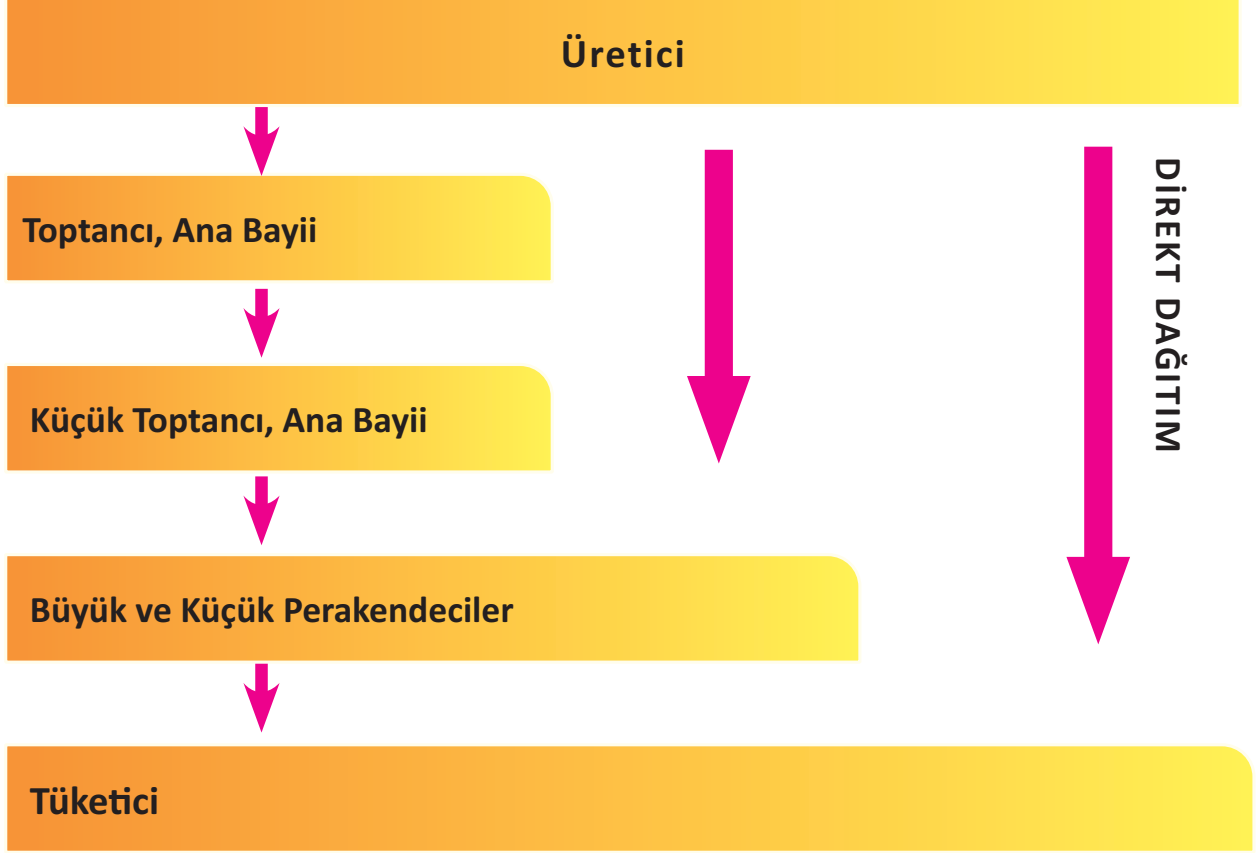 Üretici
Toptancı, Ana Bayii
Küçük Toptancı, Ana Bayii
Büyük ve Küçük Perakendeciler
Tüketici
DİREKT DAĞITIM